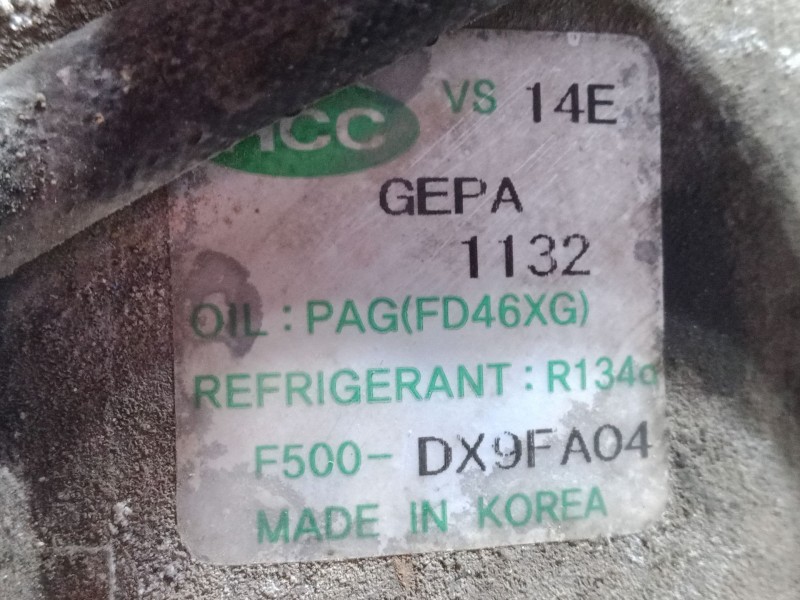 HCC VS 14E
GEPA
1132
OIL : PAG(FD46XG)
REFRIGERANT : R134a
F500- DX9FA04
MADE IN KOREA